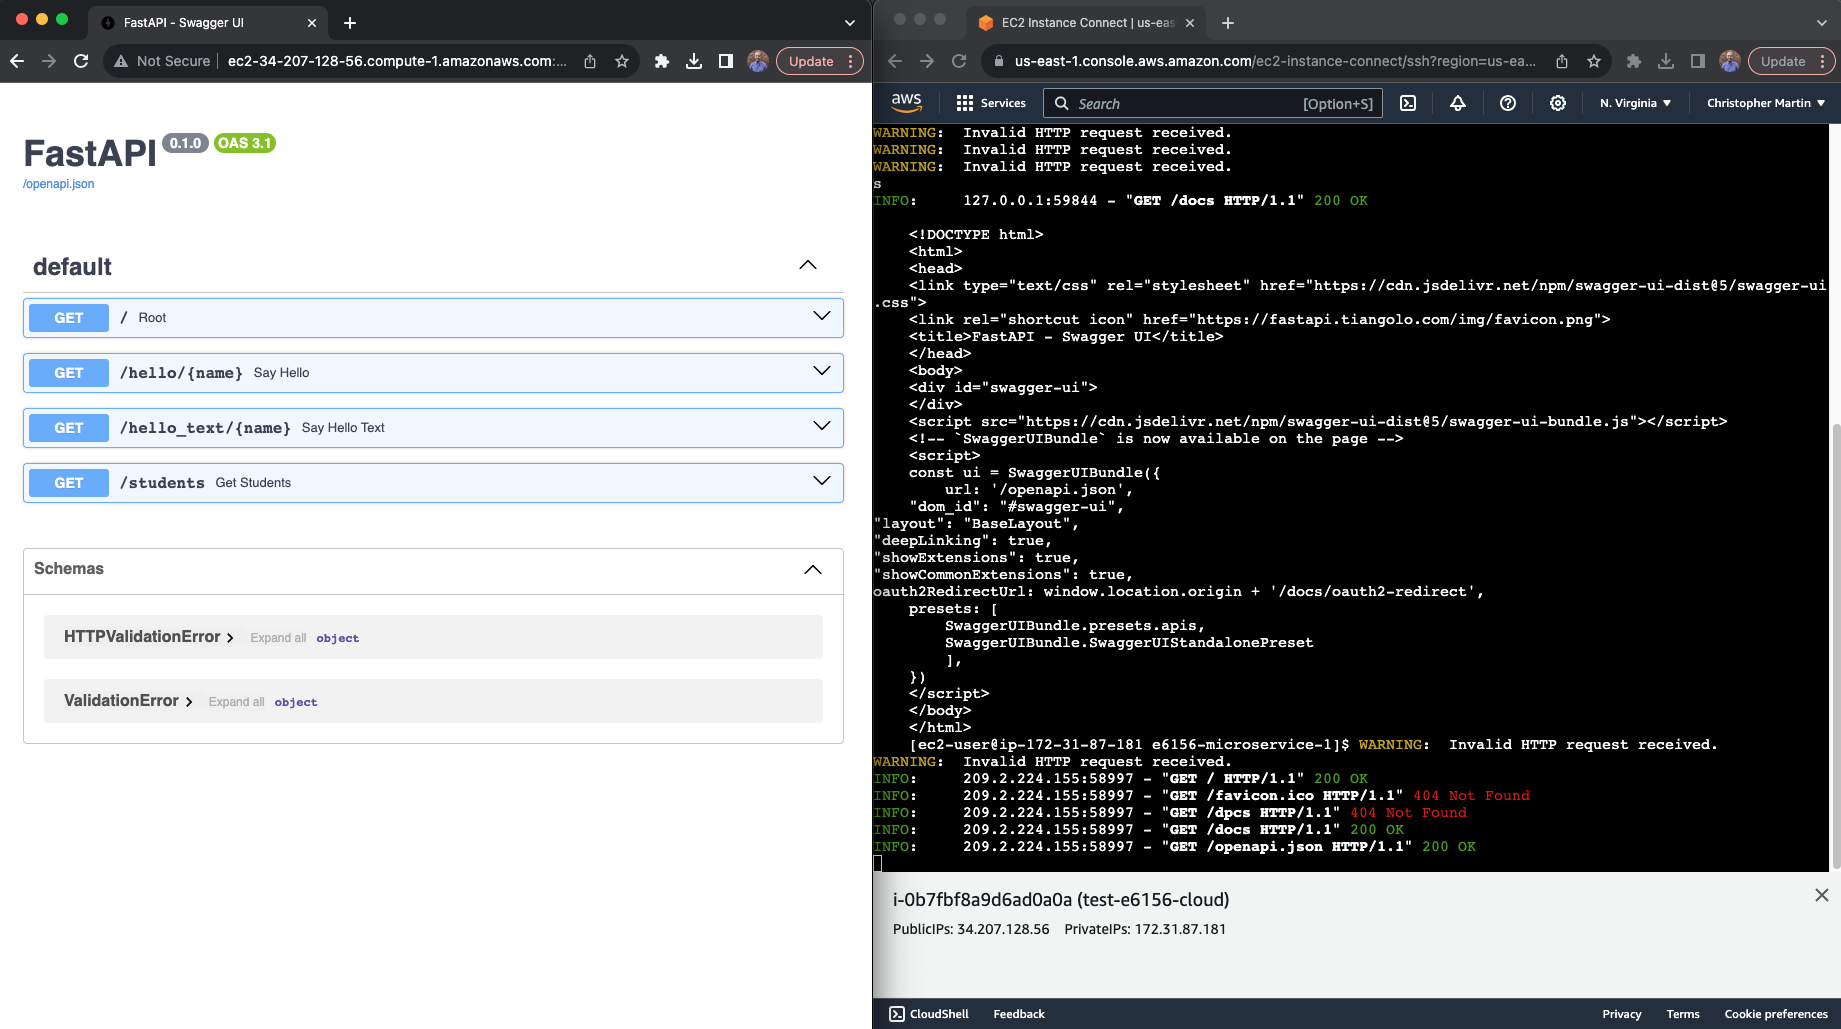 FastAPI - Swagger UI
Not Secure
ec2-34-207-128-56.compute-1.amazonaws.com:...
Update
FastAPI 0.1.0 OAS 3.1
/openapi.json
default
GET / Root
GET /hello/{name} Say Hello
GET /hello_text/{name} Say Hello Text
GET /students Get Students
Schemas
HTTPValidationError Expand all object
ValidationError Expand all object
EC2 Instance Connect | us-eas
us-east-1.console.aws.amazon.com/ec2-instance-connect/ssh?region=us-ea...
Update
aws Services Search [Option+S] N. Virginia Christopher Martin
WARNING:  Invalid HTTP request received.
WARNING:  Invalid HTTP request received.
WARNING:  Invalid HTTP request received.
s
INFO:     127.0.0.1:59844 - "GET /docs HTTP/1.1" 200 OK
<!DOCTYPE html>
<html>
<head>
<link type="text/css" rel="stylesheet" href="https://cdn.jsdelivr.net/npm/swagger-ui-dist@5/swagger-ui
.css">
<link rel="shortcut icon" href="https://fastapi.tiangolo.com/img/favicon.png">
<title>FastAPI - Swagger UI</title>
</head>
<body>
<div id="swagger-ui">
</div>
<script src="https://cdn.jsdelivr.net/npm/swagger-ui-dist@5/swagger-ui-bundle.js"></script>
<!-- `SwaggerUIBundle` is now available on the page -->
<script>
const ui = SwaggerUIBundle({
url: '/openapi.json',
"dom_id": "#swagger-ui",
"layout": "BaseLayout",
"deepLinking": true,
"showExtensions": true,
"showCommonExtensions": true,
oauth2RedirectUrl: window.location.origin + '/docs/oauth2-redirect',
presets: [
SwaggerUIBundle.presets.apis,
SwaggerUIBundle.SwaggerUIStandalonePreset
],
})
</script>
</body>
</html>
[ec2-user@ip-172-31-87-181 e6156-microservice-1]$ WARNING:  Invalid HTTP request received.
WARNING:  Invalid HTTP request received.
INFO:     209.2.224.155:58997 - "GET / HTTP/1.1" 200 OK
INFO:     209.2.224.155:58997 - "GET /favicon.ico HTTP/1.1" 404 Not Found
INFO:     209.2.224.155:58997 - "GET /dpcs HTTP/1.1" 404 Not Found
INFO:     209.2.224.155:58997 - "GET /docs HTTP/1.1" 200 OK
INFO:     209.2.224.155:58997 - "GET /openapi.json HTTP/1.1" 200 OK
i-0b7fbf8a9d6ad0a0a (test-e6156-cloud)
PublicIPs: 34.207.128.56 PrivateIPs: 172.31.87.181
CloudShell Feedback Privacy Terms Cookie preferences